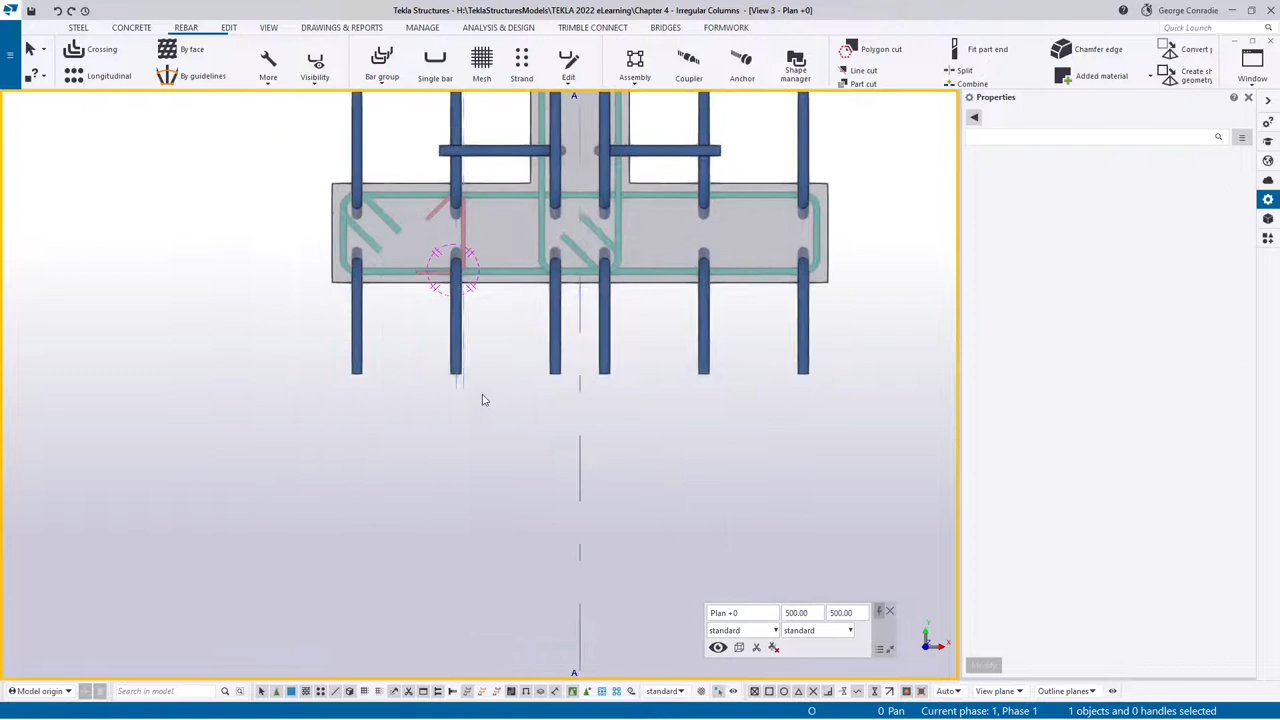 Tekla Structures - H:\TeklaStructuresModels\TEKLA 2022 eLearning\Chapter 4 - Irregular Columns - [View 3 - Plan +0]
George Conradie
STEEL CONCRETE REBAR EDIT VIEW DRAWINGS & REPORTS MANAGE ANALYSIS & DESIGN TRIMBLE CONNECT BRIDGES FORMWORK
Quick Launch
Crossing
By face
Longitudinal
By guidelines
More
Visibility
Bar group
Single bar
Mesh
Strand
Edit
Assembly
Coupler
Anchor
Shape
manager
Polygon cut
Line cut
Part cut
Fit part end
Split
Combine
Chamfer edge
Added material
Convert
Create sh
geometry
Window
Properties
A
A
Plan +0 500.00 500.00
standard standard
Y
X
Modify
Model origin
Search in model
standard
Auto
View plane
Outline planes
O
0 Pan
Current phase: 1, Phase 1
1 objects and 0 handles selected